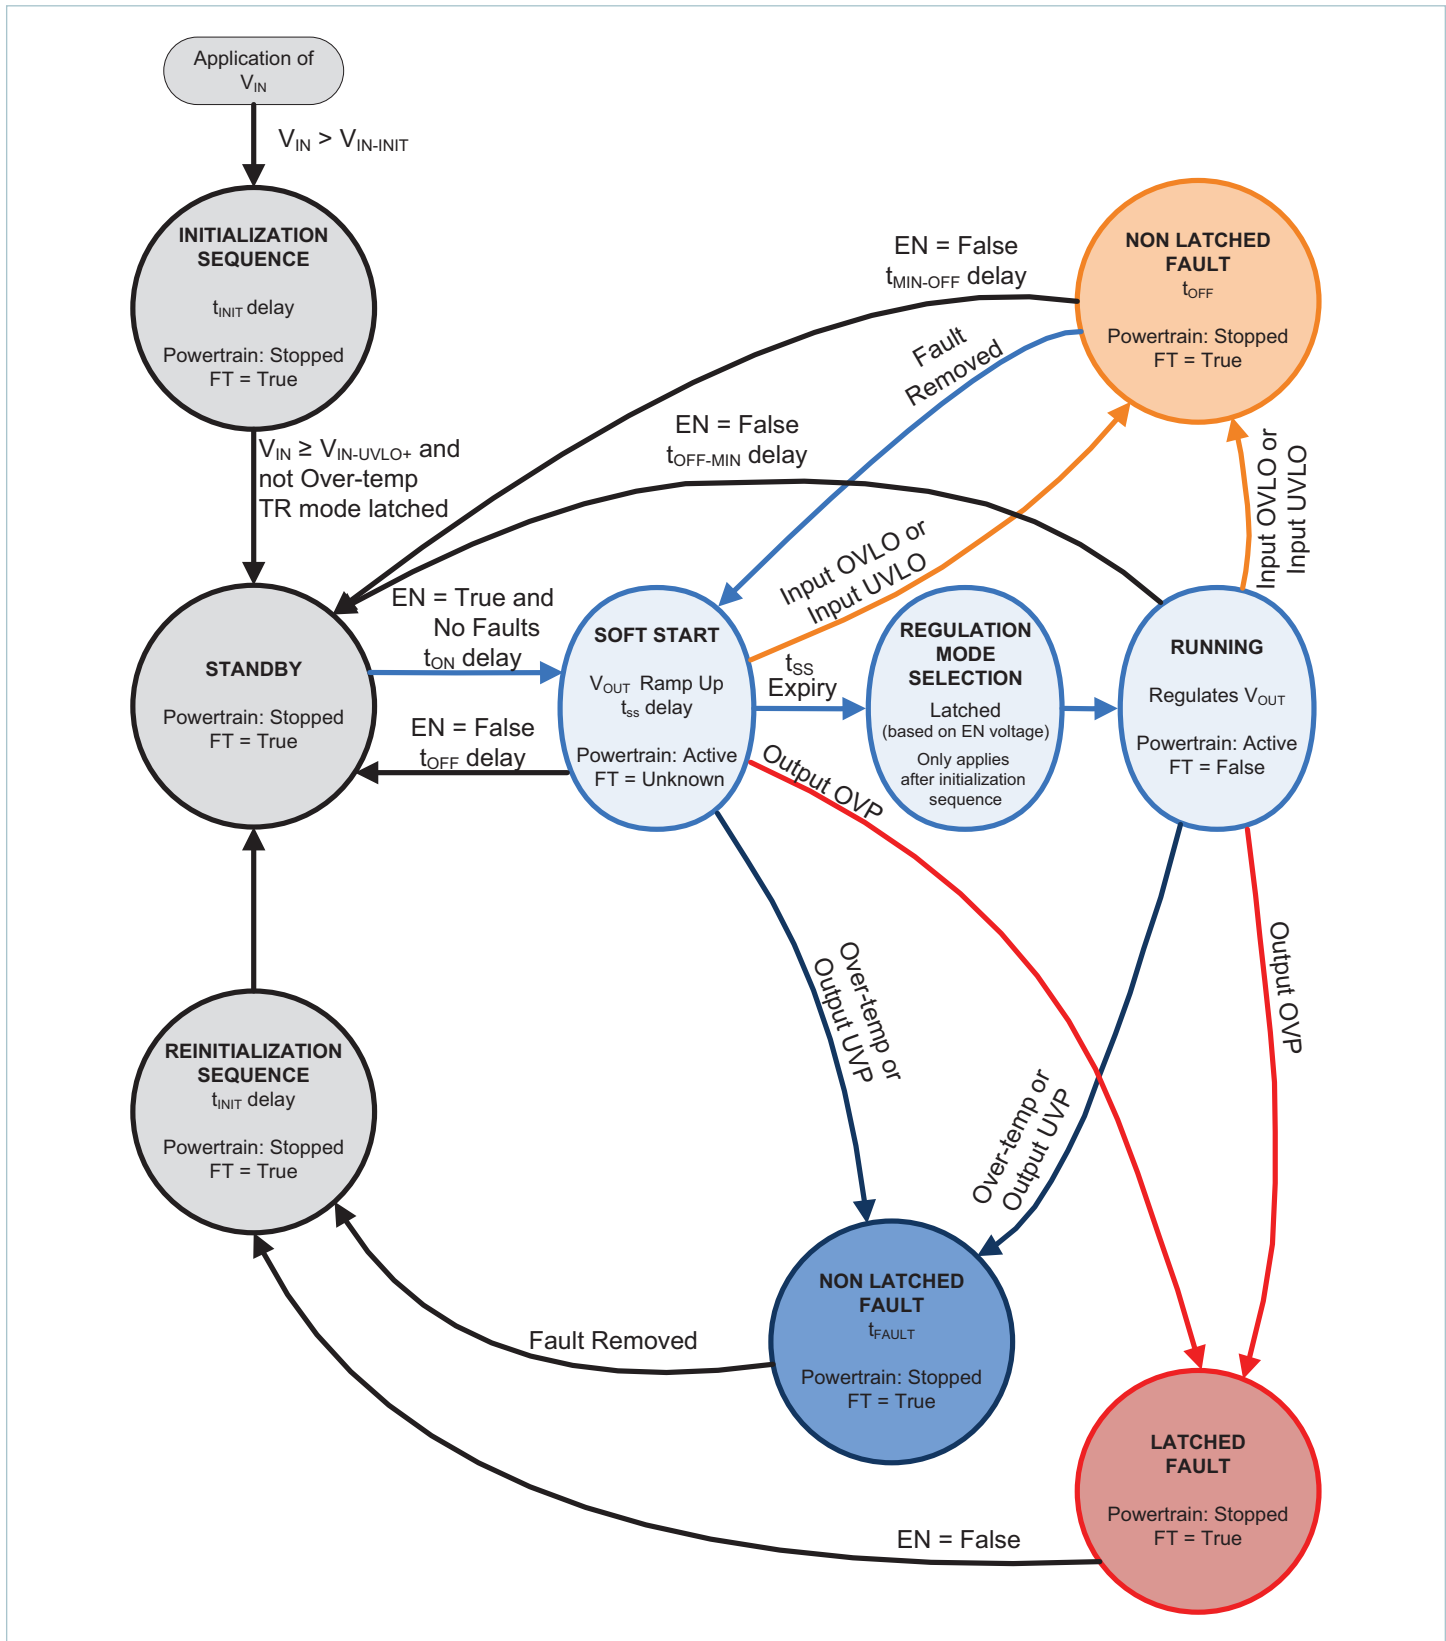 Application of
VIN
VIN > VIN-INIT
INITIALIZATION
SEQUENCE
tINIT delay
Powertrain: Stopped
FT = True
VIN ≥ VIN-UVLO+ and
not Over-temp
TR mode latched
EN = False
tMIN-OFF delay
NON LATCHED
FAULT
tOFF
Powertrain: Stopped
FT = True
Fault
Removed
EN = False
tOFF-MIN delay
Input OVLO or
Input UVLO
Input OVLO or
Input UVLO
STANDBY
Powertrain: Stopped
FT = True
EN = True and
No Faults
tON delay
EN = False
tOFF delay
SOFT START
VOUT Ramp Up
tss delay
Powertrain: Active
FT = Unknown
tSS
Expiry
REGULATION
MODE
SELECTION
Latched
(based on EN voltage)
Only applies
after initialization
sequence
RUNNING
Regulates VOUT
Powertrain: Active
FT = False
Output OVP
Over-temp or
Output UVP
Over-temp or
Output UVP
Output OVP
REINITIALIZATION
SEQUENCE
tINIT delay
Powertrain: Stopped
FT = True
Fault Removed
NON LATCHED
FAULT
tFAULT
Powertrain: Stopped
FT = True
EN = False
LATCHED
FAULT
Powertrain: Stopped
FT = True